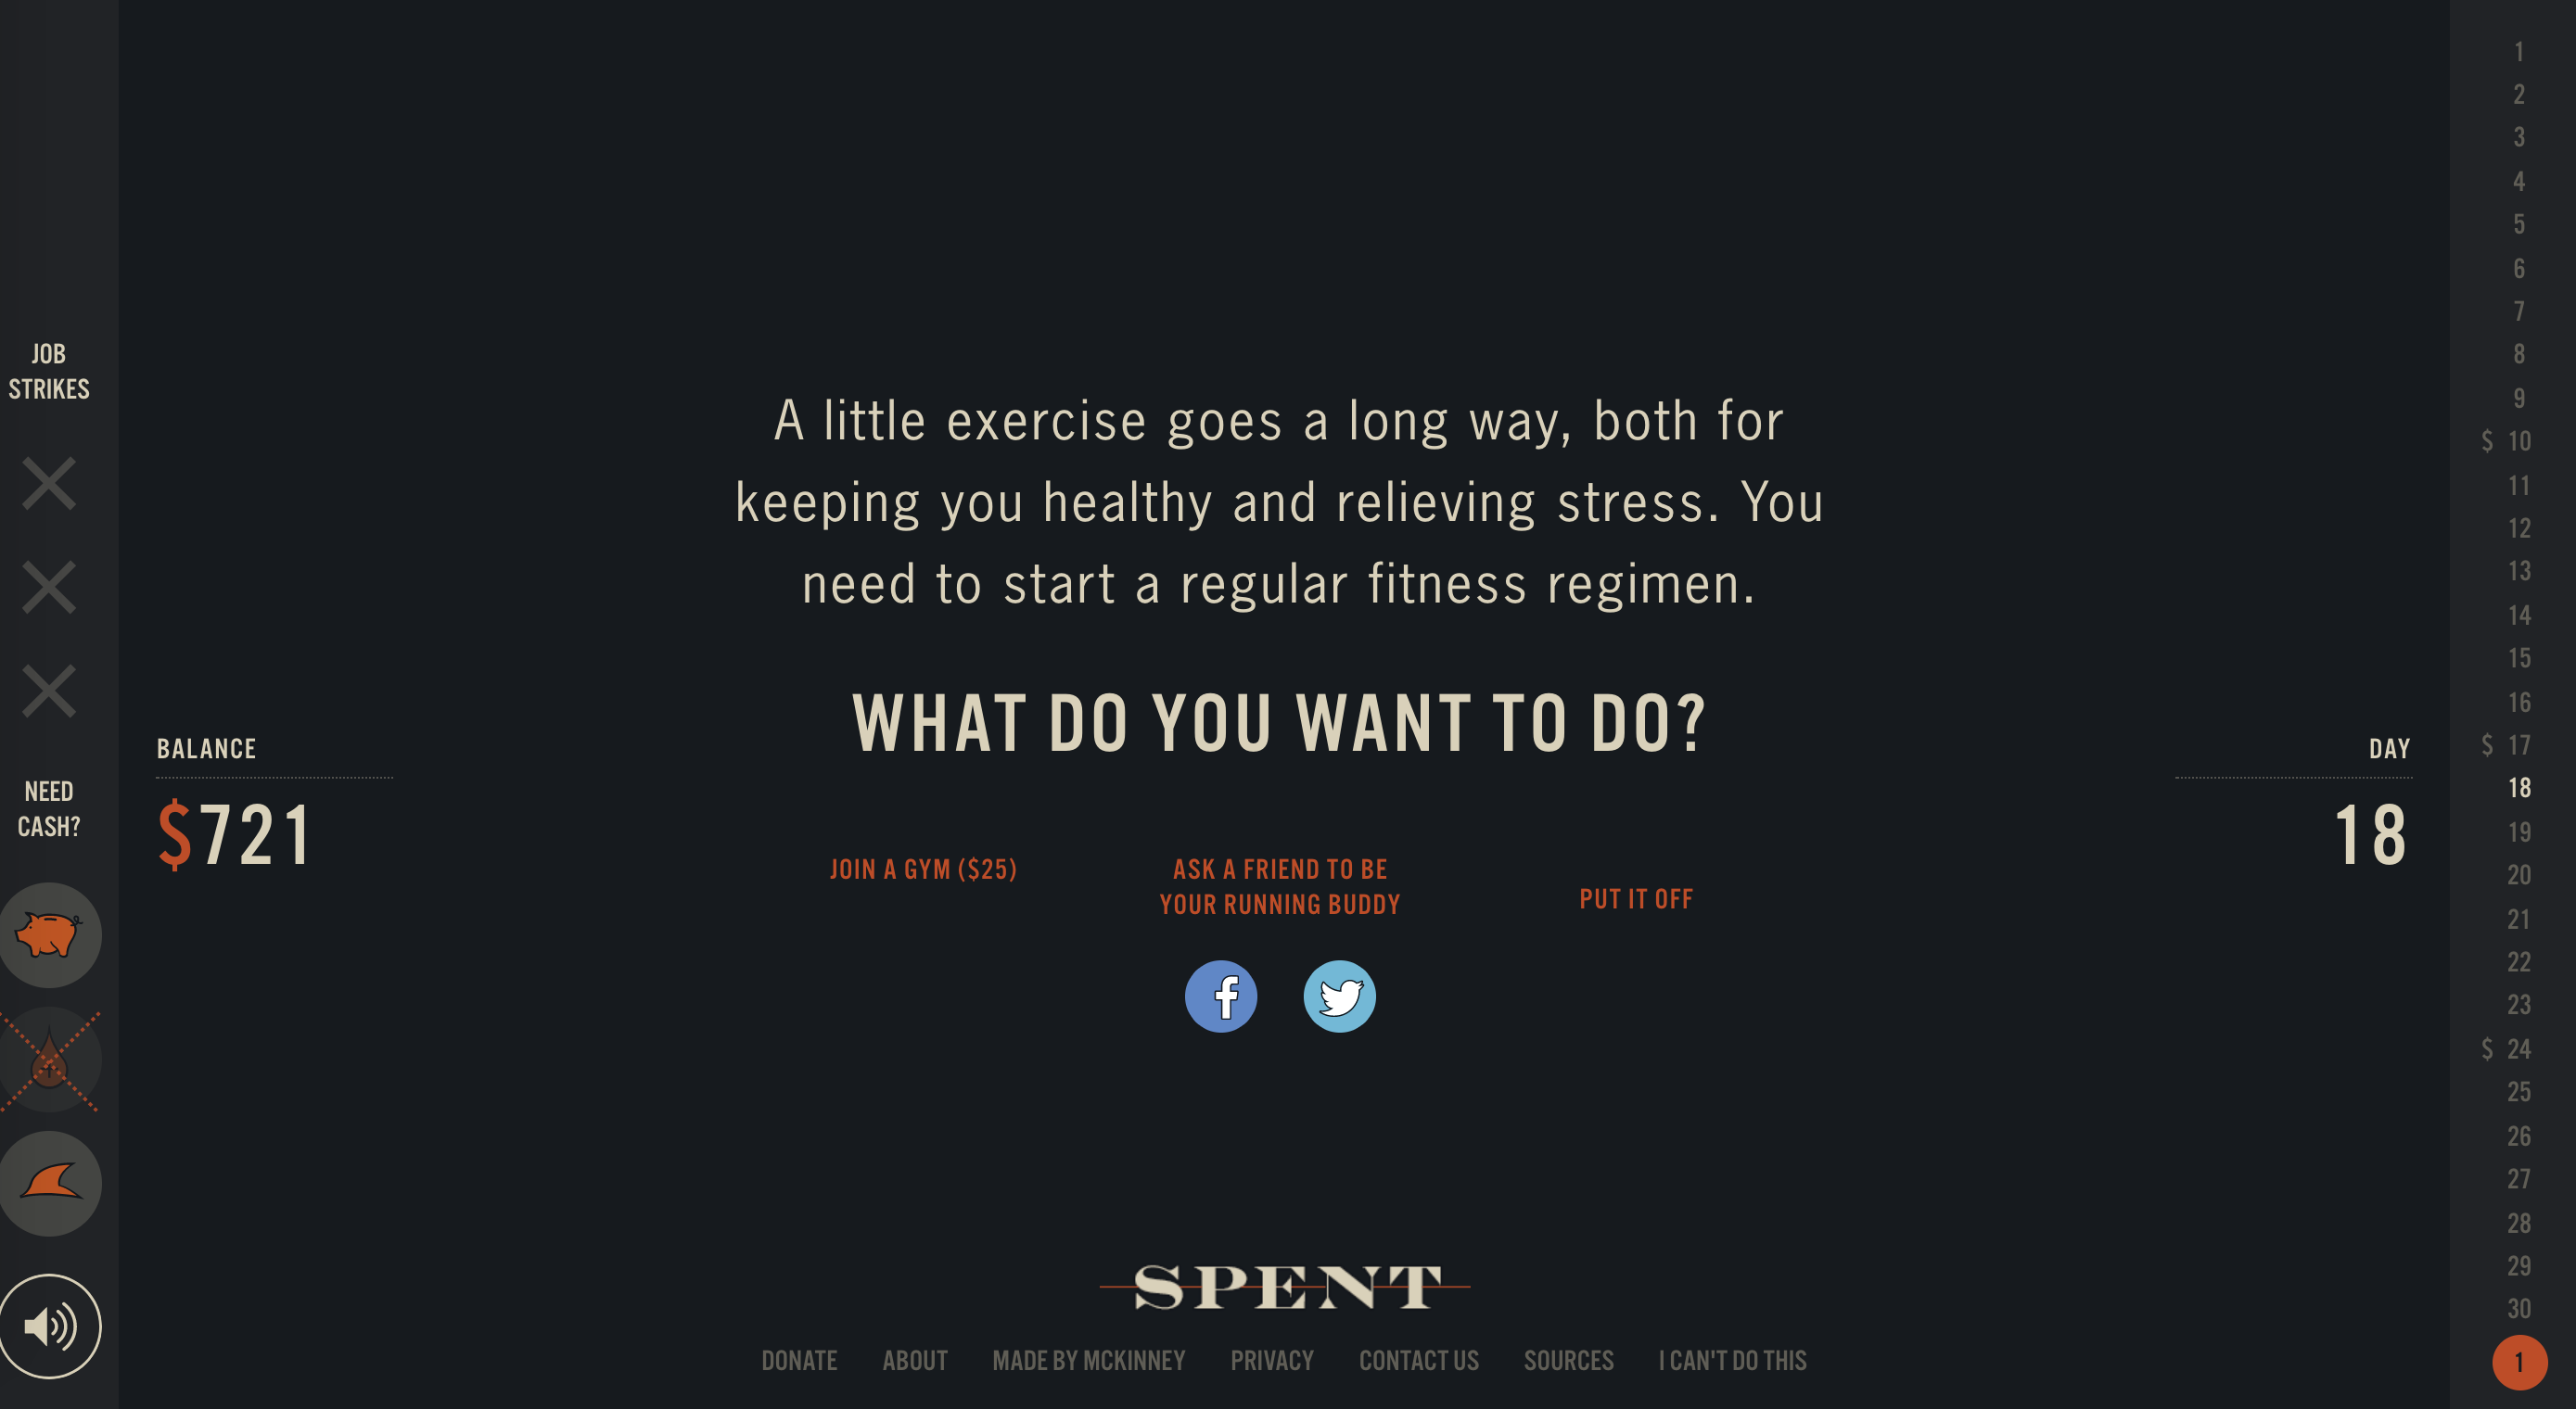 JOB
STRIKES
NEED
CASH?
BALANCE
$721
A little exercise goes a long way, both for
keeping you healthy and relieving stress. You
need to start a regular fitness regimen.
WHAT DO YOU WANT TO DO?
JOIN A GYM ($25)
ASK A FRIEND TO BE
YOUR RUNNING BUDDY
PUT IT OFF
DAY
18
SPENT
DONATE ABOUT MADE BY MCKINNEY PRIVACY CONTACT US SOURCES I CAN'T DO THIS
1
2
3
4
5
6
7
8
9
$ 10
11
12
13
14
15
16
$ 17
18
19
20
21
22
23
$ 24
25
26
27
28
29
30
1